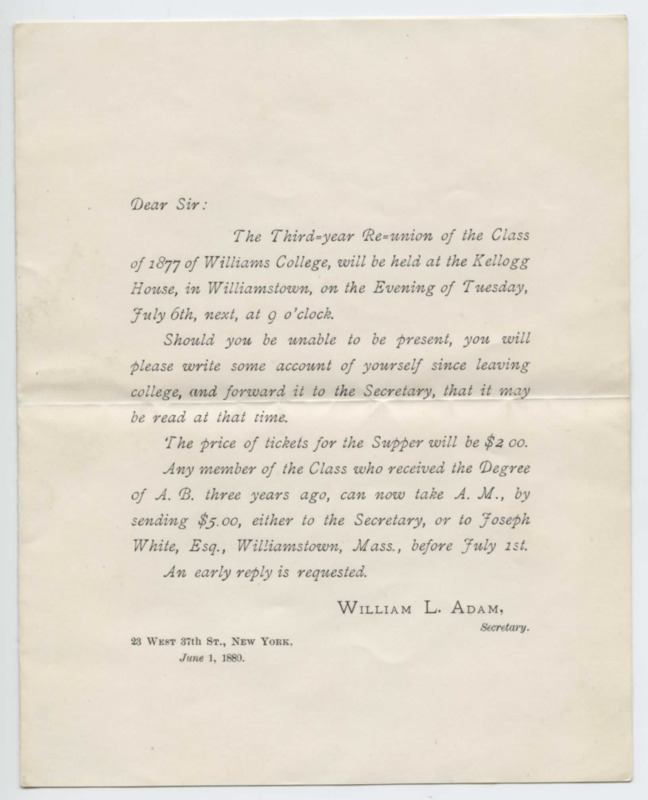 Dear Sir:
The Third=year Re=union of the Class
of 1877 of Williams College, will be held at the Kellogg
House, in Williamstown, on the Evening of Tuesday,
July 6th, next, at 9 o'clock.
Should you be unable to be present, you will
please write some account of yourself since leaving
college, and forward it to the Secretary, that it may
be read at that time.
The price of tickets for the Supper will be $2 00.
Any member of the Class who received the Degree
of A. B. three years ago, can now take A. M., by
sending $5.00, either to the Secretary, or to Joseph
White, Esq., Williamstown, Mass., before July 1st.
An early reply is requested.
William L. Adam,
Secretary.
23 West 37th St., New York,
June 1, 1880.